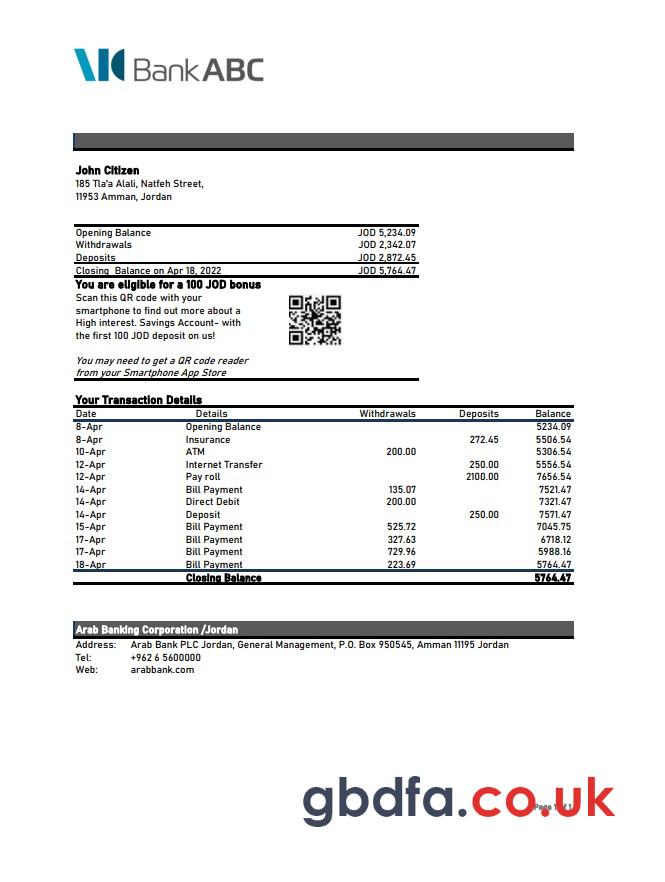 Bank ABC
John Citizen
185 Tla'a Alali, Natfeh Street,
11953 Amman, Jordan
Opening Balance JOD 5,234.09
Withdrawals JOD 2,342.07
Deposits JOD 2,872.45
Closing Balance on Apr 18, 2022 JOD 5,764.47
You are eligible for a 100 JOD bonus
Scan this QR code with your
smartphone to find out more about a
High interest. Savings Account- with
the first 100 JOD deposit on us!
You may need to get a QR code reader
from your Smartphone App Store
Your Transaction Details
Date Details Withdrawals Deposits Balance
8-Apr Opening Balance 5234.09
8-Apr Insurance 272.45 5506.54
10-Apr ATM 200.00 5306.54
12-Apr Internet Transfer 250.00 5556.54
12-Apr Pay roll 2100.00 7656.54
14-Apr Bill Payment 135.07 7521.47
14-Apr Direct Debit 200.00 7321.47
14-Apr Deposit 250.00 7571.47
15-Apr Bill Payment 525.72 7045.75
17-Apr Bill Payment 327.63 6718.12
17-Apr Bill Payment 729.96 5988.16
18-Apr Bill Payment 223.69 5764.47
Closing Balance 5764.47
Arab Banking Corporation /Jordan
Address: Arab Bank PLC Jordan, General Management, P.O. Box 950545, Amman 11195 Jordan
Tel: +962 6 5600000
Web: arabbank.com
gbdfa.co.uk